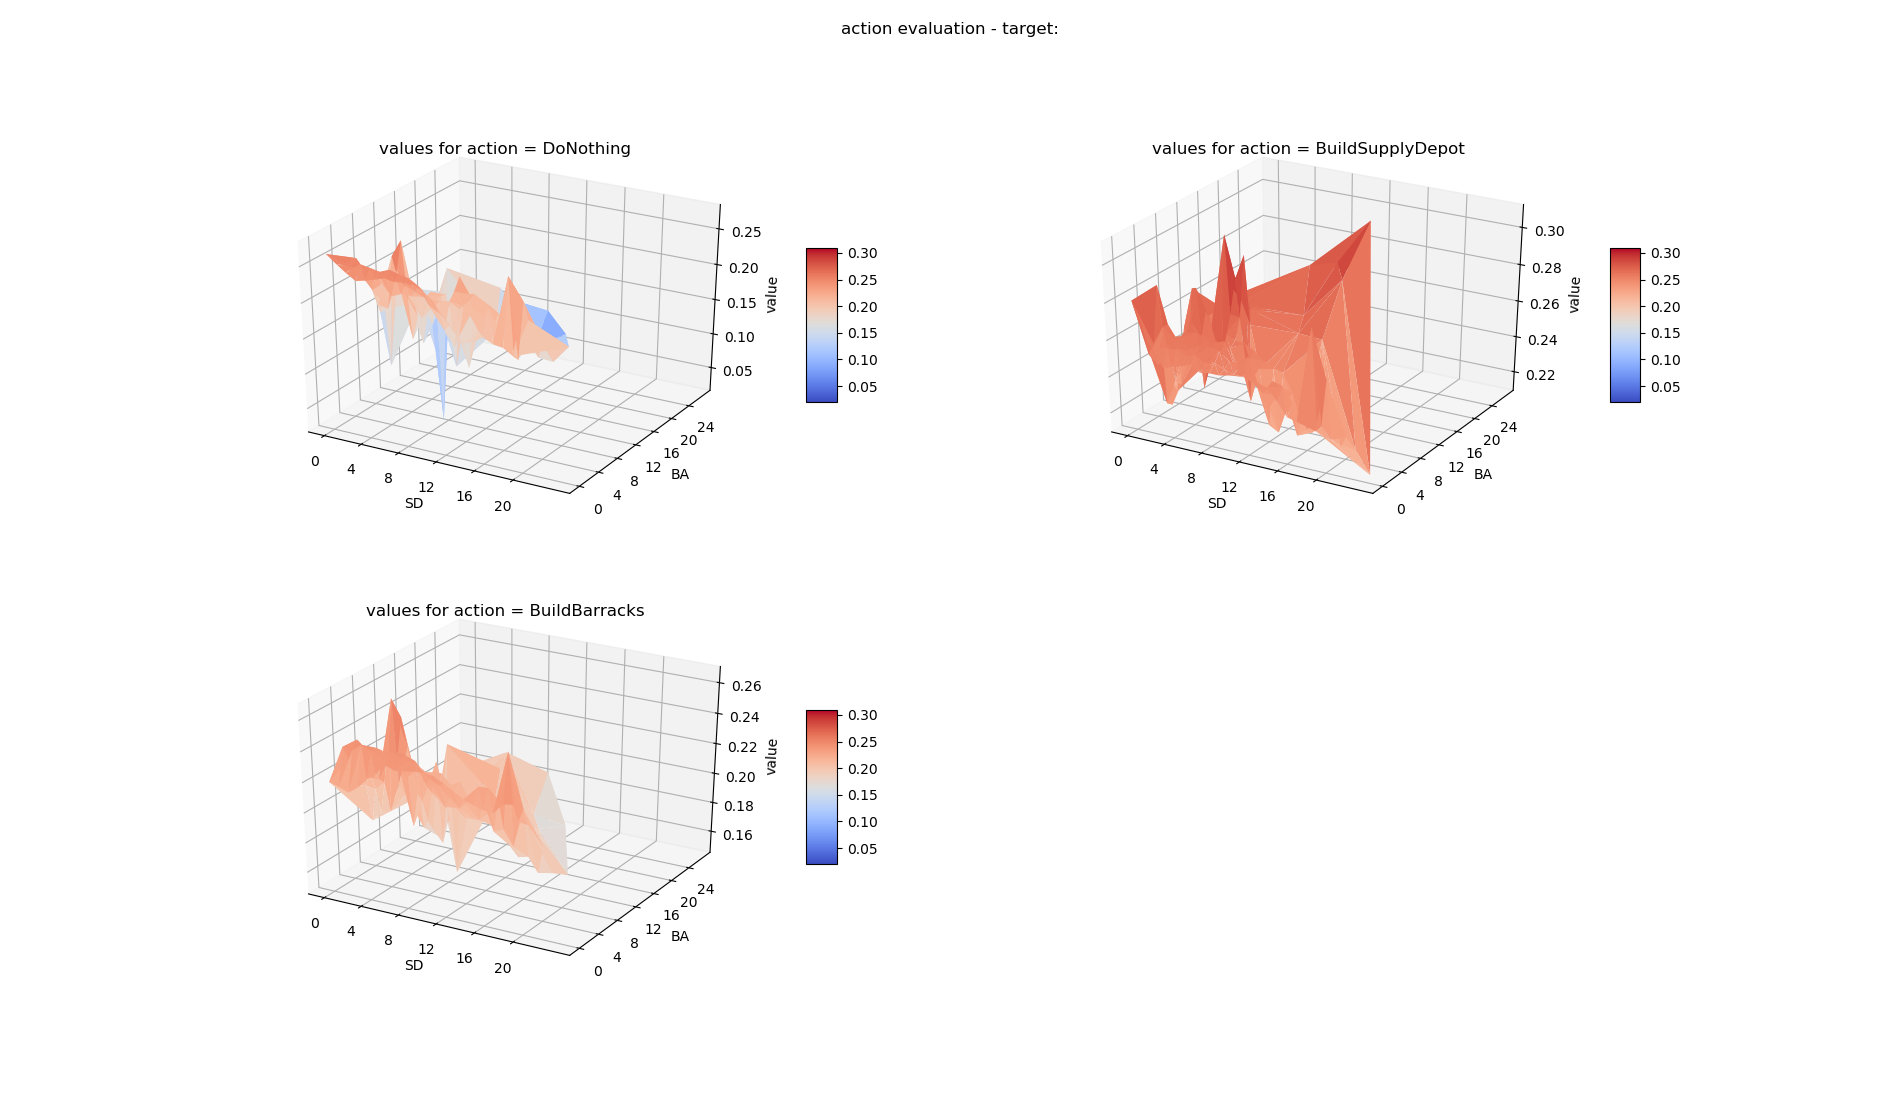 action evaluation - target:
values for action = DoNothing
0.25
0.20
0.15
0.10
0.05
value
0 4 8 12 16 20
SD
0 4 8 12 16 20 24
BA
0.30
0.25
0.20
0.15
0.10
0.05
values for action = BuildSupplyDepot
0.30
0.28
0.26
0.24
0.22
value
0 4 8 12 16 20
SD
0 4 8 12 16 20 24
BA
0.30
0.25
0.20
0.15
0.10
0.05
values for action = BuildBarracks
0.26
0.24
0.22
0.20
0.18
0.16
value
0 4 8 12 16 20
SD
0 4 8 12 16 20 24
BA
0.30
0.25
0.20
0.15
0.10
0.05